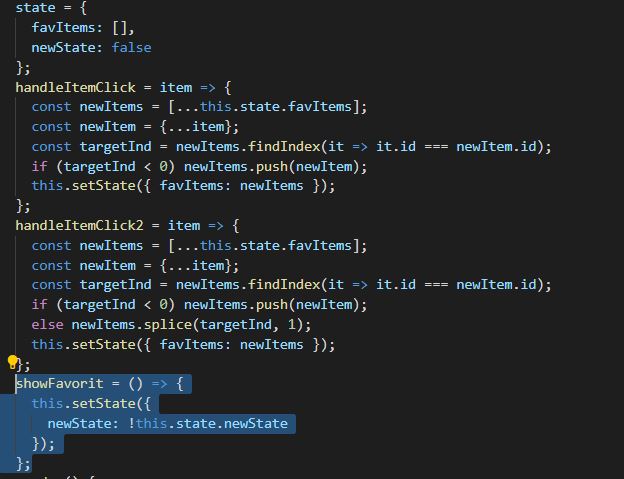 state = {
  favItems: [],
  newState: false
};
handleItemClick = item => {
  const newItems = [...this.state.favItems];
  const newItem = {...item};
  const targetInd = newItems.findIndex(it => it.id === newItem.id);
  if (targetInd < 0) newItems.push(newItem);
  this.setState({ favItems: newItems });
};
handleItemClick2 = item => {
  const newItems = [...this.state.favItems];
  const newItem = {...item};
  const targetInd = newItems.findIndex(it => it.id === newItem.id);
  if (targetInd < 0) newItems.push(newItem);
  else newItems.splice(targetInd, 1);
  this.setState({ favItems: newItems });
};
showFavorit = () => {
  this.setState({
    newState: !this.state.newState
  });
};